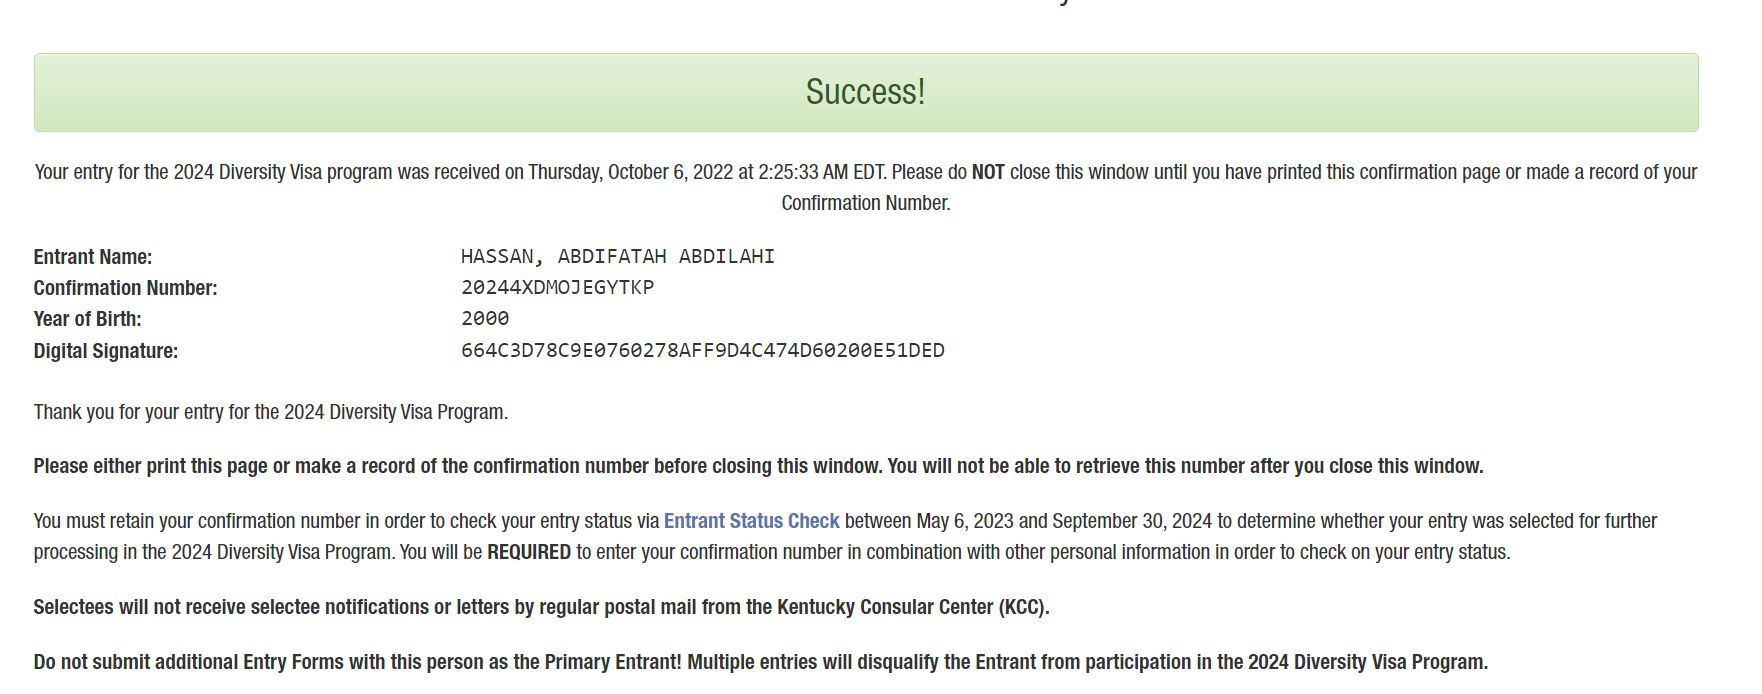 Success!
Your entry for the 2024 Diversity Visa program was received on Thursday, October 6, 2022 at 2:25:33 AM EDT. Please do NOT close this window until you have printed this confirmation page or made a record of your
Confirmation Number.
Entrant Name: HASSAN, ABDIFATAH ABDILAHI
Confirmation Number: 20244XDMOJEGYTKP
Year of Birth: 2000
Digital Signature: 664C3D78C9E0760278AFF9D4C474D60200E51DED
Thank you for your entry for the 2024 Diversity Visa Program.
Please either print this page or make a record of the confirmation number before closing this window. You will not be able to retrieve this number after you close this window.
You must retain your confirmation number in order to check your entry status via Entrant Status Check between May 6, 2023 and September 30, 2024 to determine whether your entry was selected for further
processing in the 2024 Diversity Visa Program. You will be REQUIRED to enter your confirmation number in combination with other personal information in order to check on your entry status.
Selectees will not receive selectee notifications or letters by regular postal mail from the Kentucky Consular Center (KCC).
Do not submit additional Entry Forms with this person as the Primary Entrant! Multiple entries will disqualify the Entrant from participation in the 2024 Diversity Visa Program.